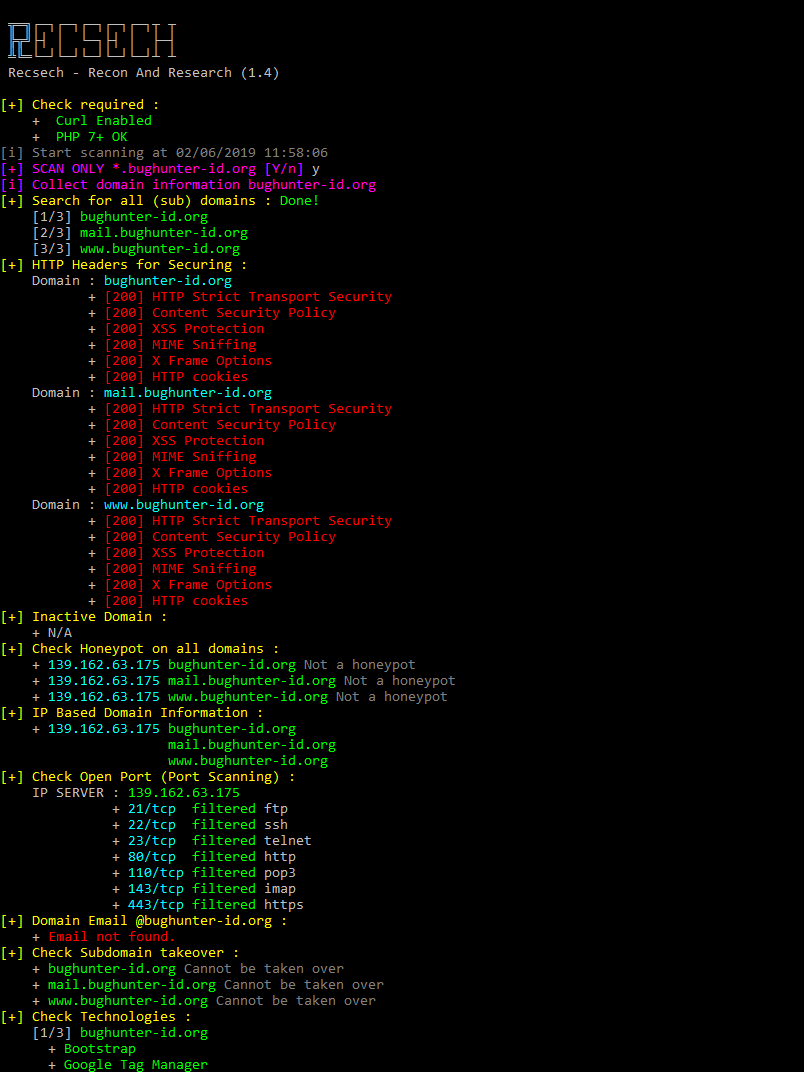 RECSECH
Recsech - Recon And Research (1.4)
[+] Check required :
+ Curl Enabled
+ PHP 7+ OK
[i] Start scanning at 02/06/2019 11:58:06
[+] SCAN ONLY *.bughunter-id.org [Y/n] y
[i] Collect domain information bughunter-id.org
[+] Search for all (sub) domains : Done!
[1/3] bughunter-id.org
[2/3] mail.bughunter-id.org
[3/3] www.bughunter-id.org
[+] HTTP Headers for Securing :
Domain : bughunter-id.org
+ [200] HTTP Strict Transport Security
+ [200] Content Security Policy
+ [200] XSS Protection
+ [200] MIME Sniffing
+ [200] X Frame Options
+ [200] HTTP cookies
Domain : mail.bughunter-id.org
+ [200] HTTP Strict Transport Security
+ [200] Content Security Policy
+ [200] XSS Protection
+ [200] MIME Sniffing
+ [200] X Frame Options
+ [200] HTTP cookies
Domain : www.bughunter-id.org
+ [200] HTTP Strict Transport Security
+ [200] Content Security Policy
+ [200] XSS Protection
+ [200] MIME Sniffing
+ [200] X Frame Options
+ [200] HTTP cookies
[+] Inactive Domain :
+ N/A
[+] Check Honeypot on all domains :
+ 139.162.63.175 bughunter-id.org Not a honeypot
+ 139.162.63.175 mail.bughunter-id.org Not a honeypot
+ 139.162.63.175 www.bughunter-id.org Not a honeypot
[+] IP Based Domain Information :
+ 139.162.63.175 bughunter-id.org
mail.bughunter-id.org
www.bughunter-id.org
[+] Check Open Port (Port Scanning) :
IP SERVER : 139.162.63.175
+ 21/tcp filtered ftp
+ 22/tcp filtered ssh
+ 23/tcp filtered telnet
+ 80/tcp filtered http
+ 110/tcp filtered pop3
+ 143/tcp filtered imap
+ 443/tcp filtered https
[+] Domain Email @bughunter-id.org :
+ Email not found.
[+] Check Subdomain takeover :
+ bughunter-id.org Cannot be taken over
+ mail.bughunter-id.org Cannot be taken over
+ www.bughunter-id.org Cannot be taken over
[+] Check Technologies :
[1/3] bughunter-id.org
+ Bootstrap
+ Google Tag Manager